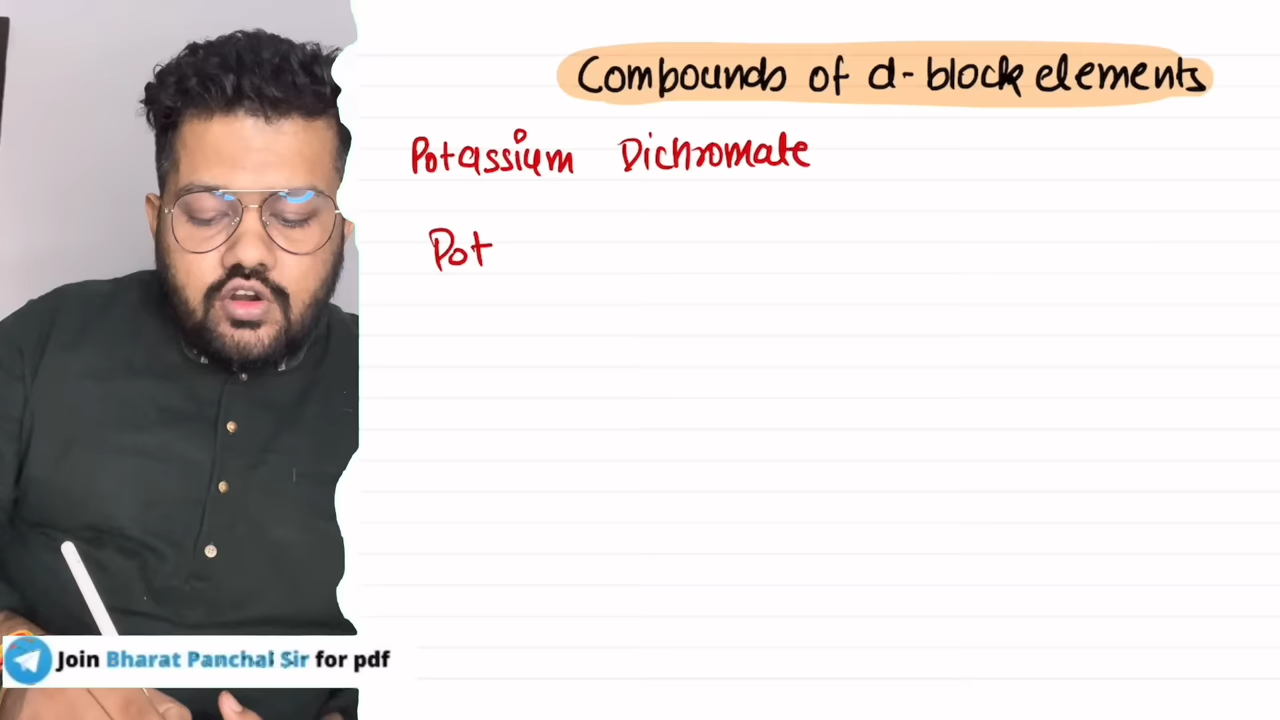 Compounds of d-block elements
Potassium Dichromate
Pot
Join Bharat Panchal Sir for pdf